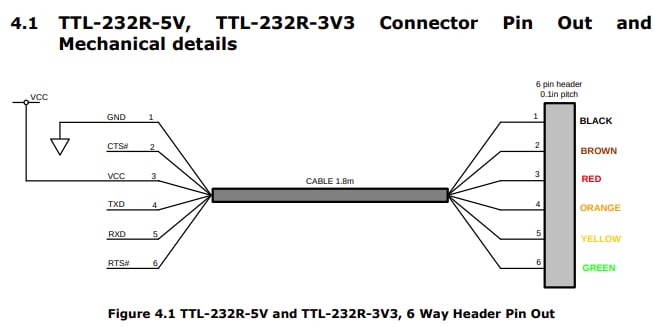 4.1 TTL-232R-5V, TTL-232R-3V3 Connector Pin Out and
Mechanical details
6 pin header
0.1in pitch
VCC
GND 1
1 BLACK
CTS# 2
2 BROWN
VCC 3
CABLE 1.8m
3 RED
TXD 4
4 ORANGE
RXD 5
5 YELLOW
RTS# 6
6 GREEN
Figure 4.1 TTL-232R-5V and TTL-232R-3V3, 6 Way Header Pin Out